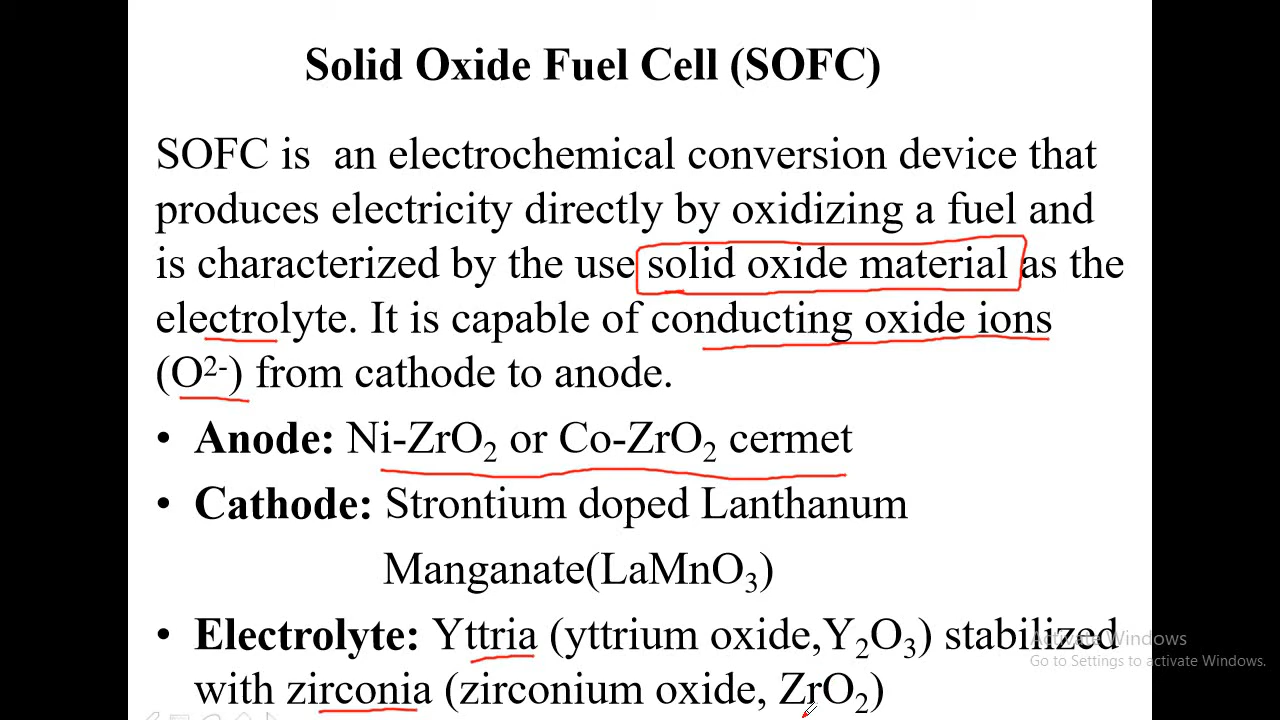 Solid Oxide Fuel Cell (SOFC)
SOFC is an electrochemical conversion device that
produces electricity directly by oxidizing a fuel and
is characterized by the use solid oxide material as the
electrolyte. It is capable of conducting oxide ions
(O²⁻) from cathode to anode.
• Anode: Ni-ZrO₂ or Co-ZrO₂ cermet
• Cathode: Strontium doped Lanthanum
Manganate(LaMnO₃)
• Electrolyte: Yttria (yttrium oxide,Y₂O₃) stabilized
with zirconia (zirconium oxide, ZrO₂)
Activate Windows
Go to Settings to activate Windows.